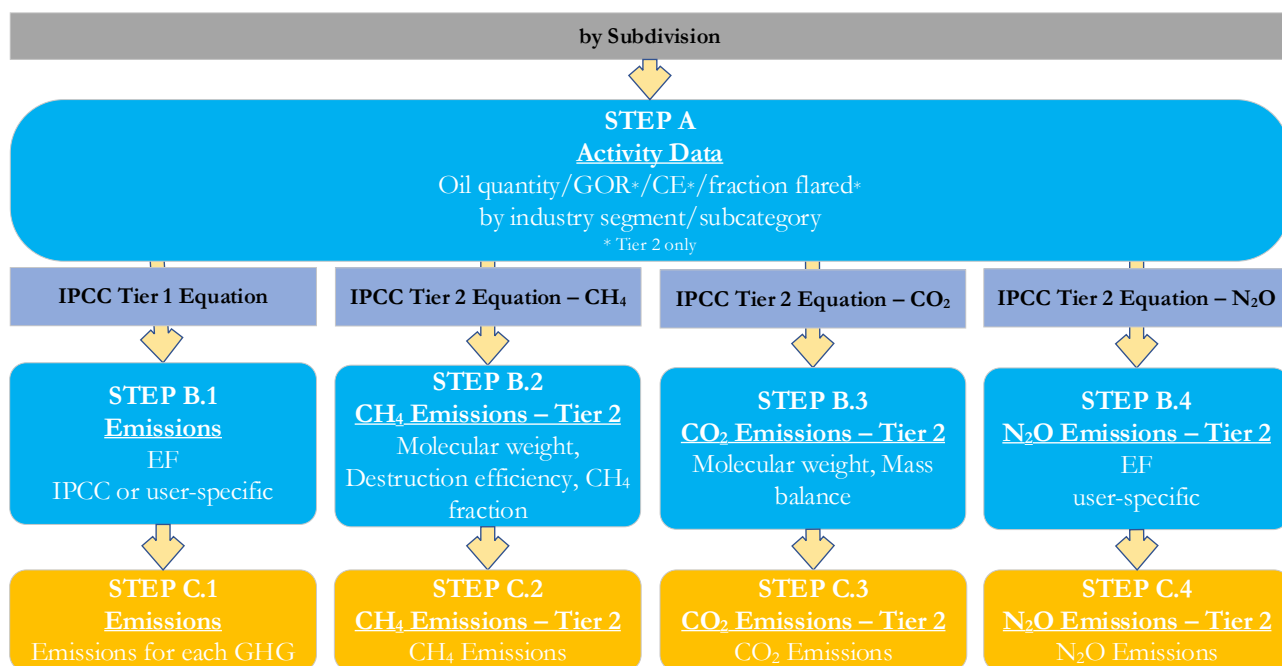 by Subdivision
STEP A
Activity Data
Oil quantity/GOR*/CE*/fraction flared*
by industry segment/subcategory
* Tier 2 only
IPCC Tier 1 Equation
IPCC Tier 2 Equation – CH₄
IPCC Tier 2 Equation – CO₂
IPCC Tier 2 Equation – N₂O
STEP B.1
Emissions
EF
IPCC or user-specific
STEP B.2
CH₄ Emissions – Tier 2
Molecular weight,
Destruction efficiency, CH₄
fraction
STEP B.3
CO₂ Emissions – Tier 2
Molecular weight, Mass
balance
STEP B.4
N₂O Emissions – Tier 2
EF
user-specific
STEP C.1
Emissions
Emissions for each GHG
STEP C.2
CH₄ Emissions – Tier 2
CH₄ Emissions
STEP C.3
CO₂ Emissions – Tier 2
CO₂ Emissions
STEP C.4
N₂O Emissions – Tier 2
N₂O Emissions